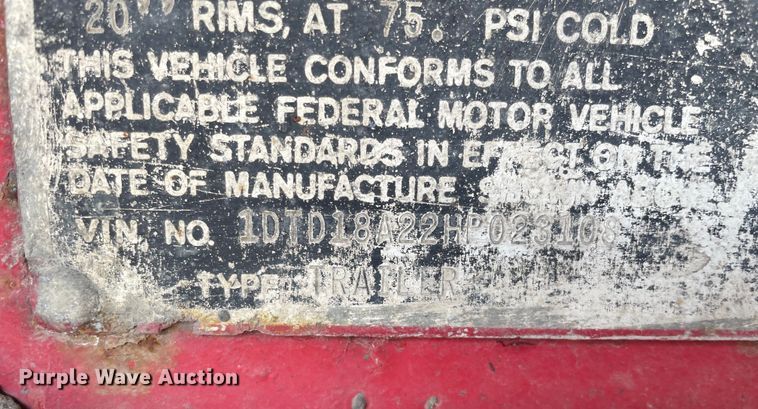 20” RIMS, AT 75. PSI COLD
THIS VEHICLE CONFORMS TO ALL
APPLICABLE FEDERAL MOTOR VEHICLE
SAFETY STANDARDS IN EFFECT ON THE
DATE OF MANUFACTURE
VIN. NO. 1DTD18A22HP023108
TYPE: TRAILER
Purple Wave Auction